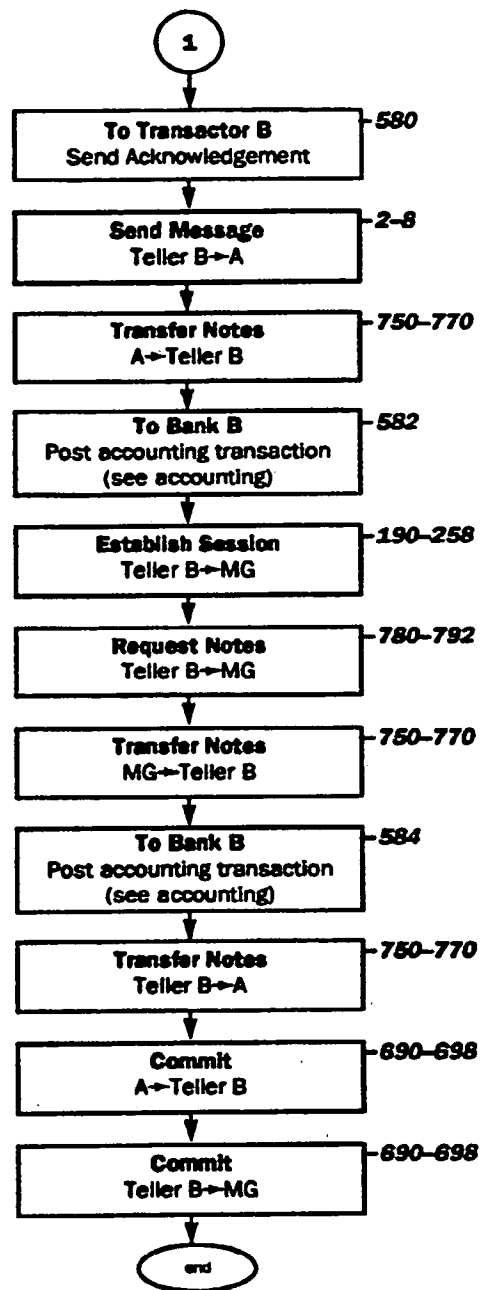 1
To Transactor B
Send Acknowledgement
580
Send Message
Teller B→A
2–8
Transfer Notes
A→Teller B
750–770
To Bank B
Post accounting transaction
(see accounting)
582
Establish Session
Teller B→MG
190–258
Request Notes
Teller B→MG
780–792
Transfer Notes
MG→Teller B
750–770
To Bank B
Post accounting transaction
(see accounting)
584
Transfer Notes
Teller B→A
750–770
Commit
A→Teller B
690–698
Commit
Teller B→MG
690–698
end